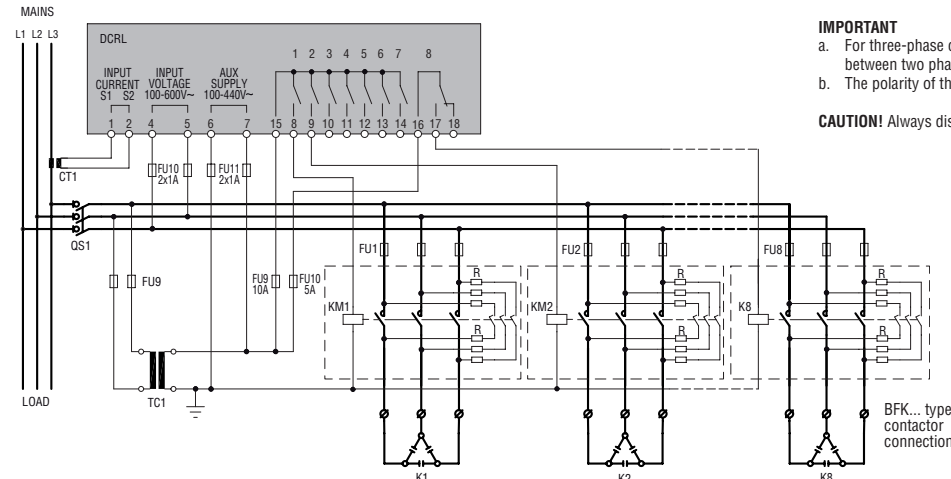 MAINS
L1 L2 L3
DCRL
INPUT CURRENT
S1 S2
INPUT VOLTAGE
100-600V~
AUX SUPPLY
100-440V~
1 2 3 4 5 6 7 8
1 2 4 5 6 7 15 8 9 10 11 12 13 14 16 17 18
CT1
FU10
2x1A
FU11
2x1A
QS1
FU9
FU9
10A
FU10
5A
FU1
FU2
FU8
R
R
R
KM1
KM2
K8
R
R
R
TC1
LOAD
K1
K2
K8
BFK... type
contactor
connection
IMPORTANT
a. For three-phase
between two
b. The polarity of
CAUTION! Always